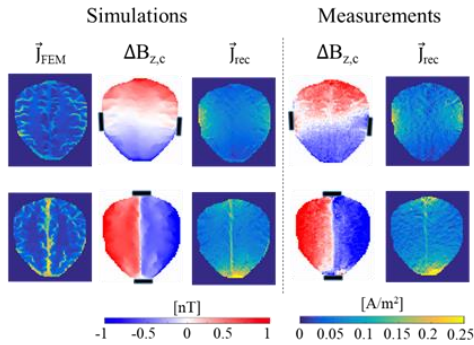 Simulations Measurements
J⃗FEM ΔBz,c J⃗rec ΔBz,c J⃗rec
[nT] [A/m²]
-1 -0.5 0 0.5 1 0 0.05 0.1 0.15 0.2 0.25